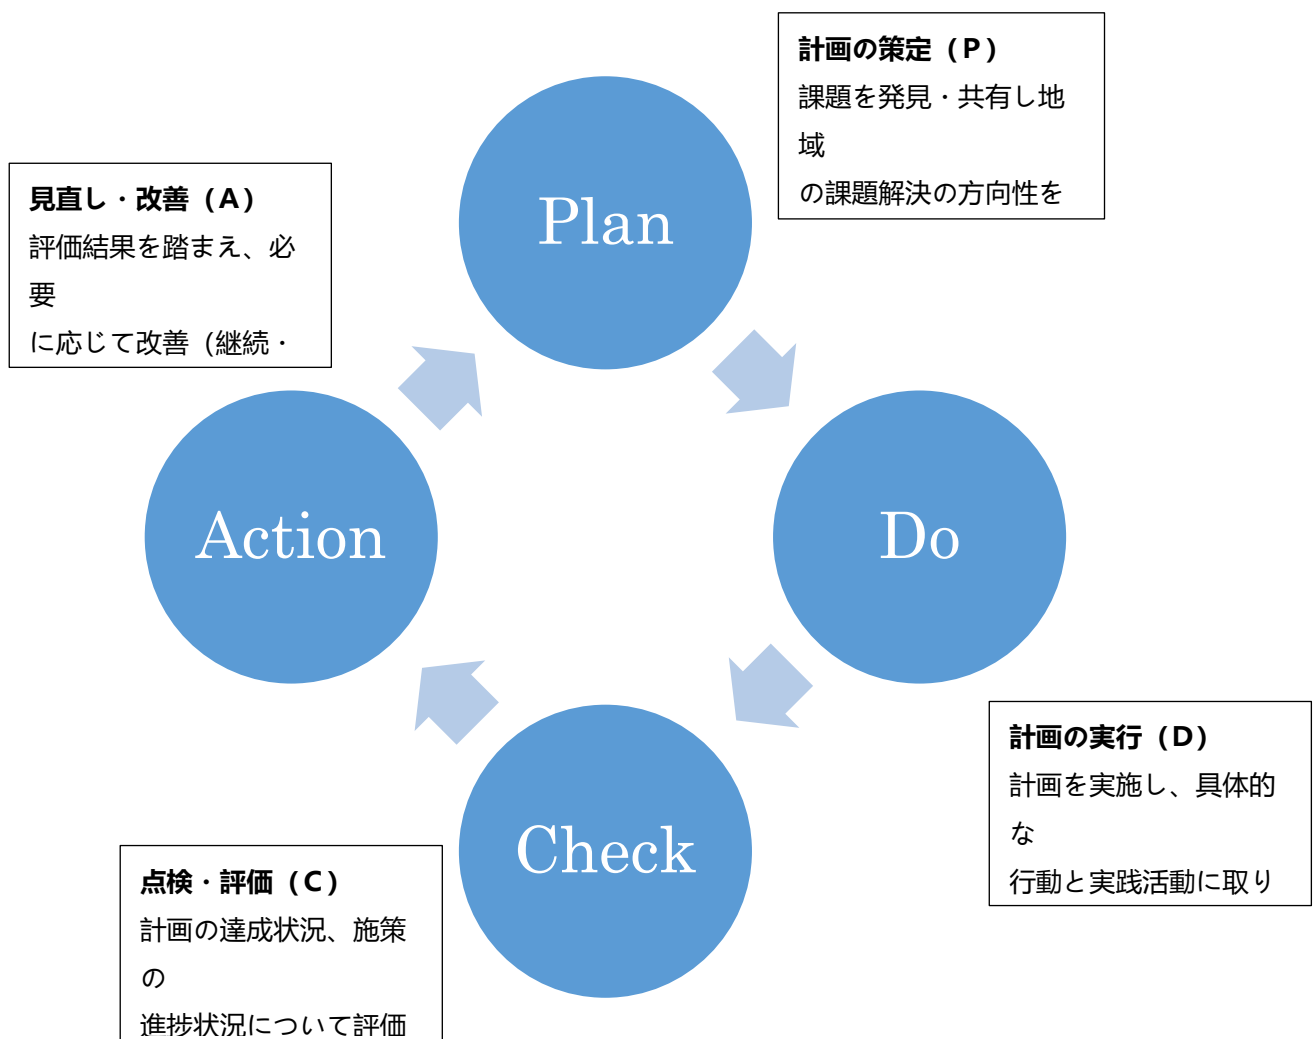 計画の策定（P）
課題を発見・共有し地
域
の課題解決の方向性を
Plan
見直し・改善（A）
評価結果を踏まえ、必
要
に応じて改善（継続・
Action
Do
計画の実行（D）
計画を実施し、具体的
な
行動と実践活動に取り
Check
点検・評価（C）
計画の達成状況、施策
の
進捗状況について評価